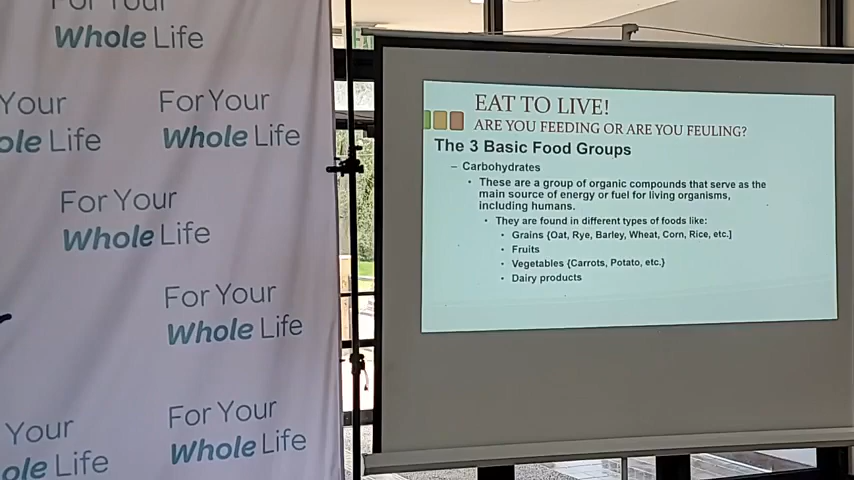 For Your
Whole Life
Your
ole Life
For Your
Whole Life
For Your
Whole Life
For Your
Whole Life
Your
ole Life
For Your
Whole Life
EAT TO LIVE!
ARE YOU FEEDING OR ARE YOU FEULING?
The 3 Basic Food Groups
– Carbohydrates
• These are a group of organic compounds that serve as the
main source of energy or fuel for living organisms,
including humans.
• They are found in different types of foods like:
• Grains {Oat, Rye, Barley, Wheat, Corn, Rice, etc.]
• Fruits
• Vegetables {Carrots, Potato, etc.}
• Dairy products